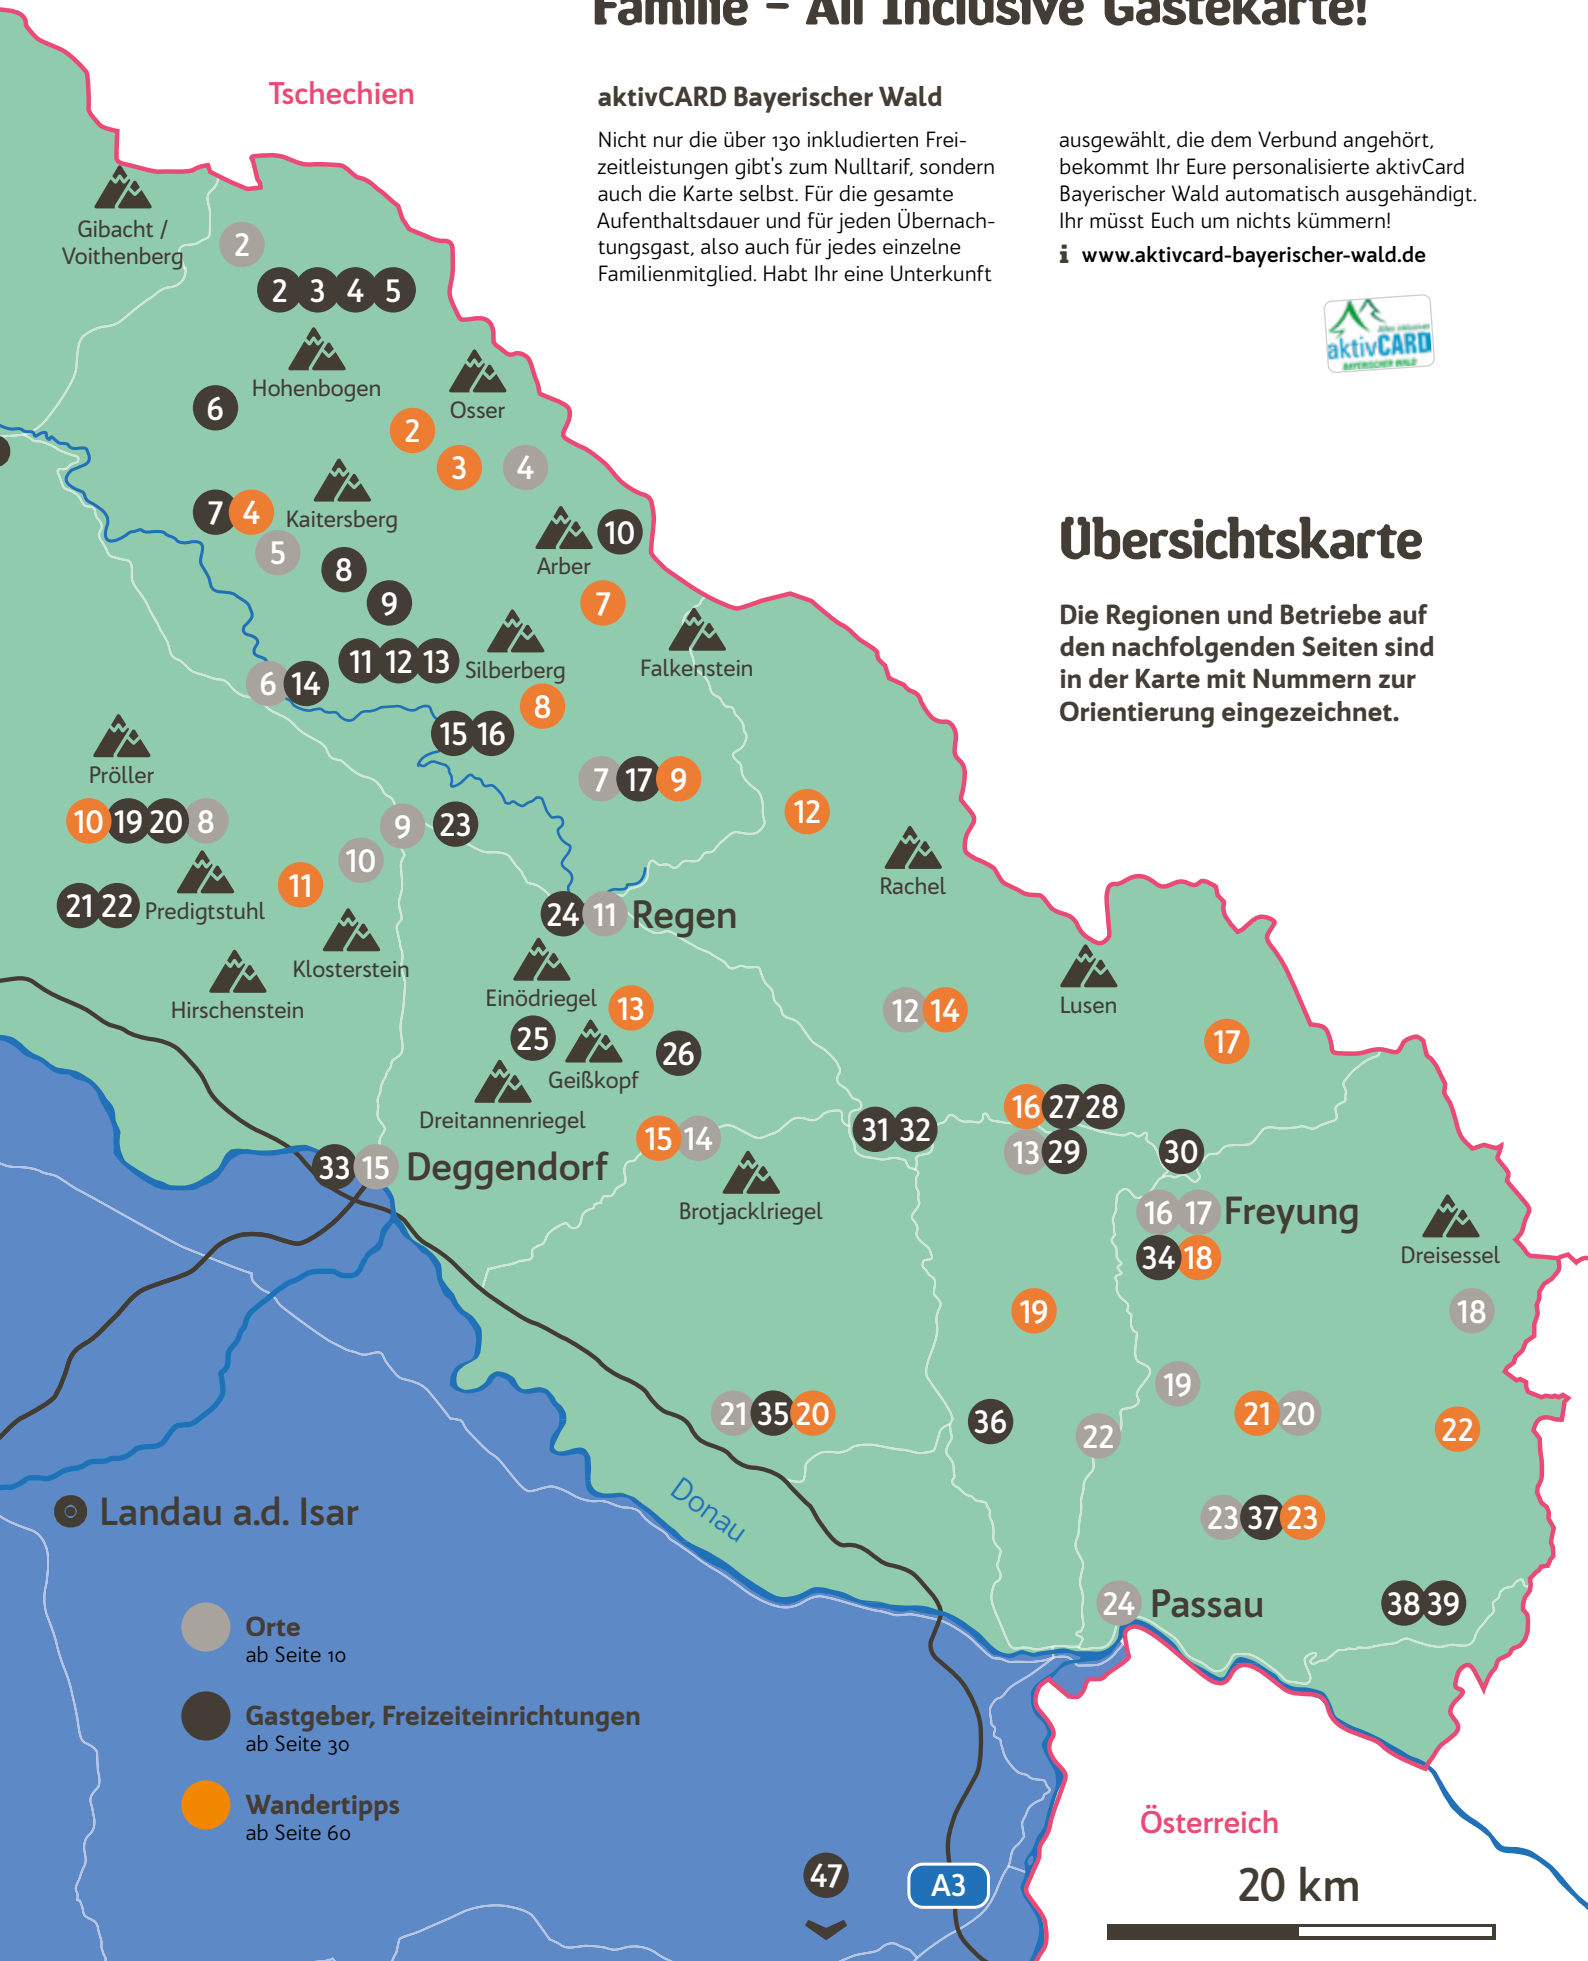 Familie – All Inclusive Gästekarte!
aktivCARD Bayerischer Wald
Nicht nur die über 130 inkludierten Frei-
zeitleistungen gibt's zum Nulltarif, sondern
auch die Karte selbst. Für die gesamte
Aufenthaltsdauer und für jeden Übernach-
tungsgast, also auch für jedes einzelne
Familienmitglied. Habt Ihr eine Unterkunft
ausgewählt, die dem Verbund angehört,
bekommt Ihr Eure personalisierte aktivCard
Bayerischer Wald automatisch ausgehändigt.
Ihr müsst Euch um nichts kümmern!
i www.aktivcard-bayerischer-wald.de
Alles inklusive!
aktivCARD
BAYERISCHER WALD
Übersichtskarte
Die Regionen und Betriebe auf
den nachfolgenden Seiten sind
in der Karte mit Nummern zur
Orientierung eingezeichnet.
Tschechien
Gibacht /
Voithenberg
2
2 3 4 5
Hohenbogen
Osser
6
2
3 4
7 4 Kaitersberg
5
8
10
Arber
9
7
11 12 13 Silberberg
Falkenstein
6 14
8
15 16
Pröller
7 17 9
10 19 20 8
9 23
12
10
11
Rachel
21 22 Predigtstuhl
24 11 Regen
Klosterstein
Hirschenstein
Einödriegel
13
12 14
Lusen
25
26
17
Geißkopf
Dreitannenriegel
16 27 28
15 14
31 32
13 29
30
33 15 Deggendorf
Brotjacklriegel
16 17 Freyung
34 18
Dreisessel
19
18
19
21 35 20
36
22
21 20
22
Donau
Landau a.d. Isar
23 37 23
24 Passau
38 39
Orte
ab Seite 10
Gastgeber, Freizeiteinrichtungen
ab Seite 30
Wandertipps
ab Seite 60
47
A3
Österreich
20 km